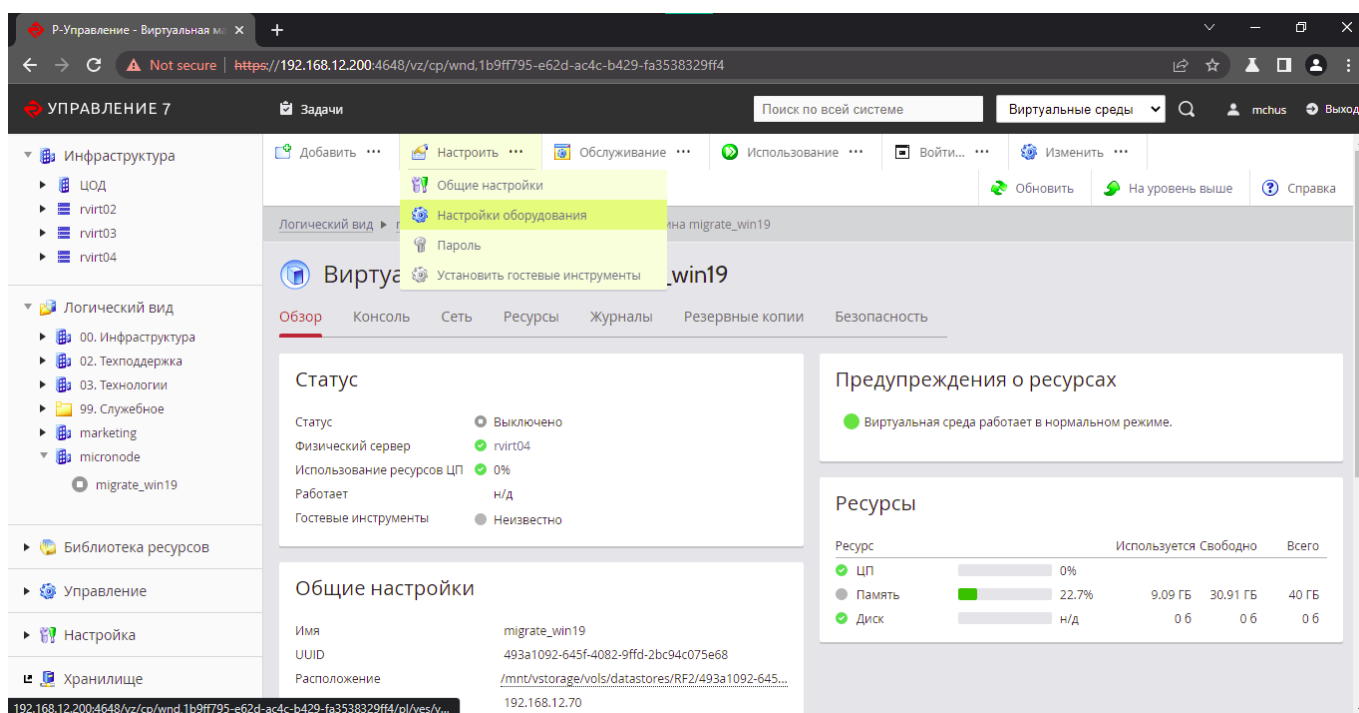 Р-Управление - Виртуальная ма
Not secure | https://192.168.12.200:4648/vz/cp/wnd,1b9ff795-e62d-ac4c-b429-fa3538329ff4
УПРАВЛЕНИЕ 7
Задачи
Поиск по всей системе
Виртуальные среды
mchus
Выход
Инфраструктура
ЦОД
rvirt02
rvirt03
rvirt04
Логический вид
00. Инфраструктура
02. Техподдержка
03. Технологии
99. Служебное
marketing
micronode
migrate_win19
Библиотека ресурсов
Управление
Настройка
Хранилище
192.168.12.200:4648/vz/cp/wnd,1b9ff795-e62d-ac4c-b429-fa3538329ff4/pl/ves/v...
Добавить ...
Настроить ...
Обслуживание ...
Использование ...
Войти... ...
Изменить ...
Общие настройки
Настройки оборудования
Пароль
Установить гостевые инструменты
Обновить
На уровень выше
Справка
Логический вид
на migrate_win19
Виртуа
_win19
Обзор
Консоль
Сеть
Ресурсы
Журналы
Резервные копии
Безопасность
Статус
Статус Выключено
Физический сервер rvirt04
Использование ресурсов ЦП 0%
Работает н/д
Гостевые инструменты Неизвестно
Общие настройки
Имя migrate_win19
UUID 493a1092-645f-4082-9ffd-2bc94c075e68
Расположение /mnt/vstorage/vols/datastores/RF2/493a1092-645...
192.168.12.70
Предупреждения о ресурсах
Виртуальная среда работает в нормальном режиме.
Ресурсы
Ресурс Используется Свободно Всего
ЦП 0%
Память 22.7% 9.09 ГБ 30.91 ГБ 40 ГБ
Диск н/д 0 б 0 б 0 б